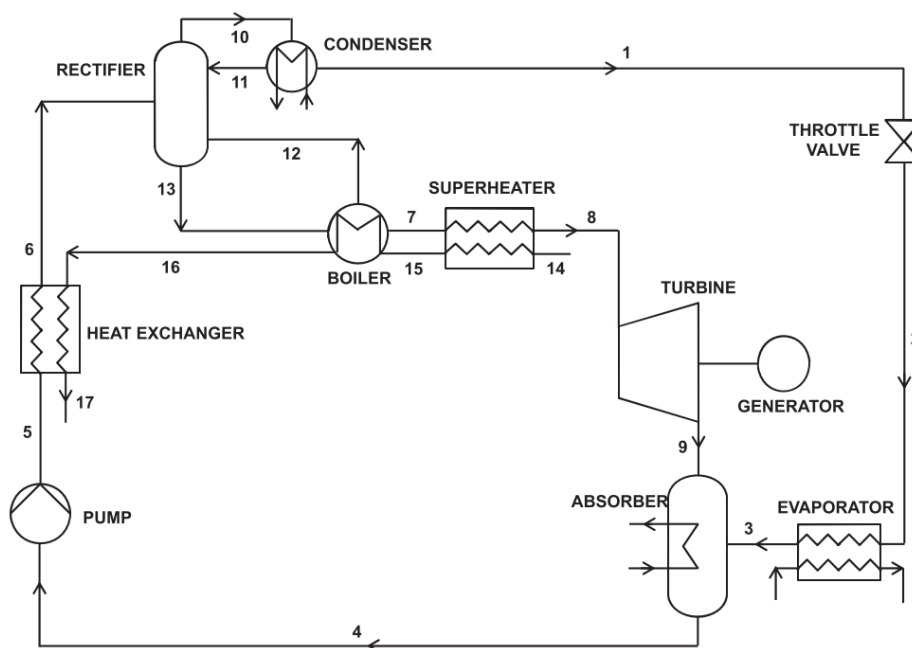 10
CONDENSER
1
RECTIFIER
11
THROTTLE
VALVE
12
13
SUPERHEATER
7
8
6
16
BOILER
15
14
TURBINE
HEAT EXCHANGER
17
GENERATOR
5
9
ABSORBER
EVAPORATOR
3
PUMP
4